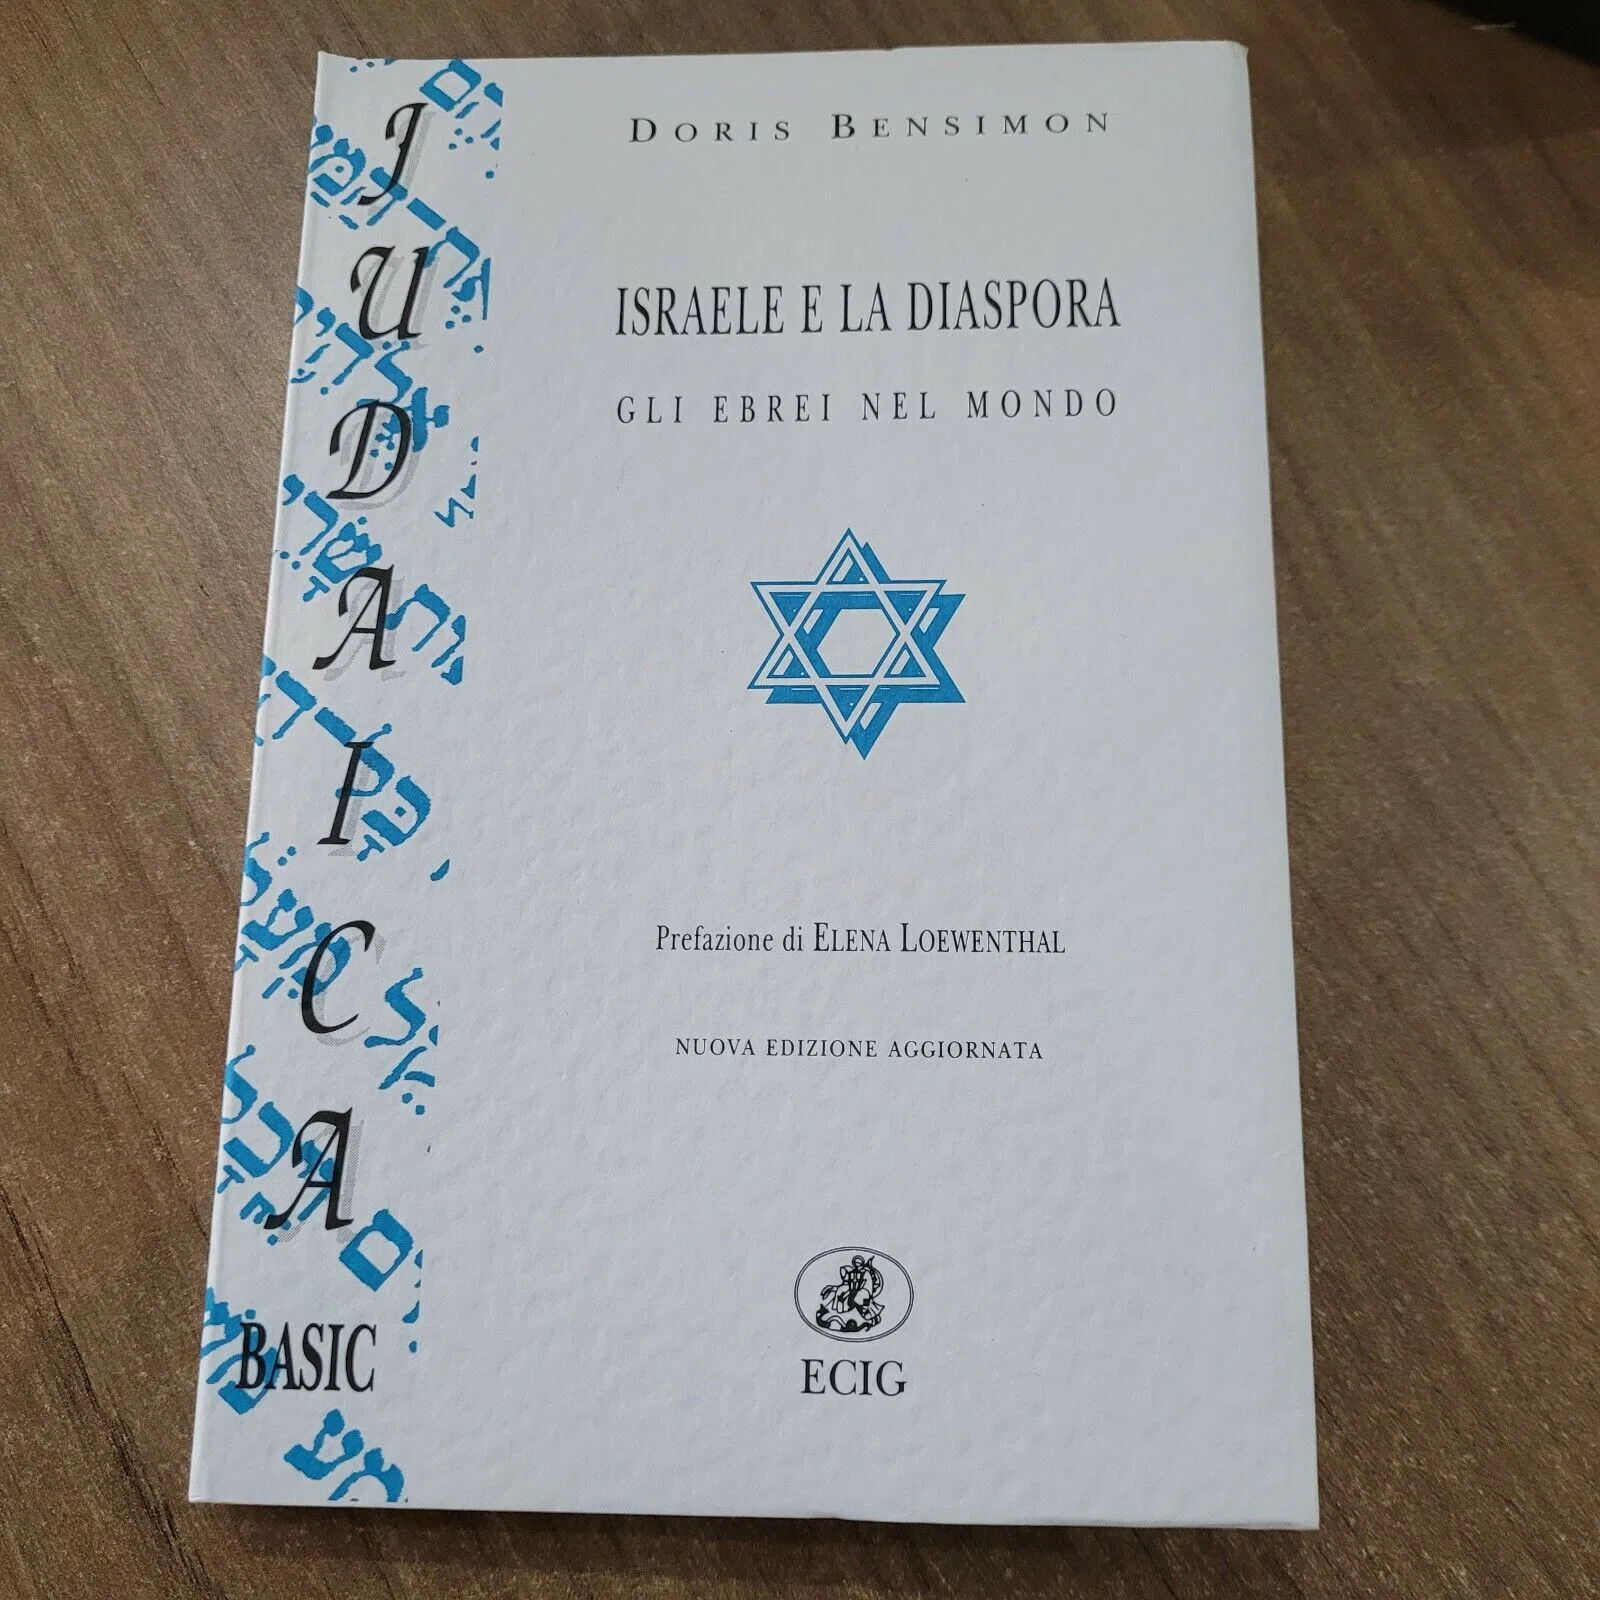 DORIS BENSIMON
ISRAELE E LA DIASPORA
GLI EBREI NEL MONDO
Prefazione di ELENA LOEWENTHAL
NUOVA EDIZIONE AGGIORNATA
ECIG
JUDAICA
BASIC